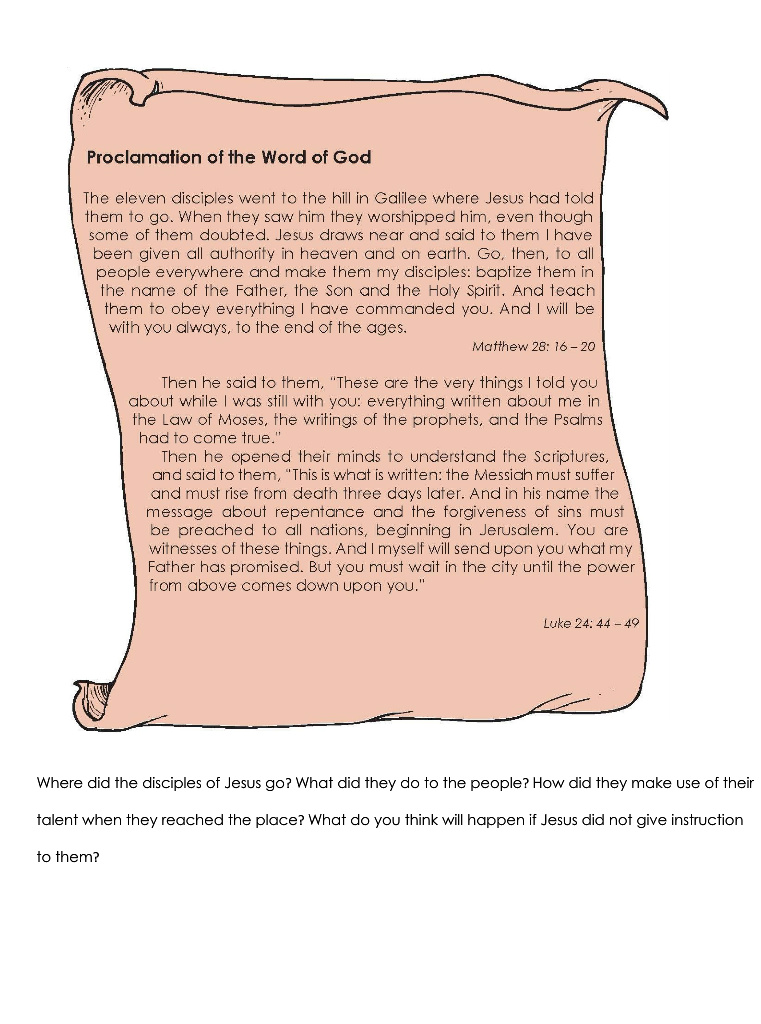 Proclamation of the Word of God
The eleven disciples went to the hill in Galilee where Jesus had told
them to go. When they saw him they worshipped him, even though
some of them doubted. Jesus draws near and said to them I have
been given all authority in heaven and on earth. Go, then, to all
people everywhere and make them my disciples: baptize them in
the name of the Father, the Son and the Holy Spirit. And teach
them to obey everything I have commanded you. And I will be
with you always, to the end of the ages.
Matthew 28: 16 – 20
Then he said to them, "These are the very things I told you
about while I was still with you: everything written about me in
the Law of Moses, the writings of the prophets, and the Psalms
had to come true."
Then he opened their minds to understand the Scriptures,
and said to them, "This is what is written: the Messiah must suffer
and must rise from death three days later. And in his name the
message about repentance and the forgiveness of sins must
be preached to all nations, beginning in Jerusalem. You are
witnesses of these things. And I myself will send upon you what my
Father has promised. But you must wait in the city until the power
from above comes down upon you."
Luke 24: 44 – 49
Where did the disciples of Jesus go? What did they do to the people? How did they make use of their
talent when they reached the place? What do you think will happen if Jesus did not give instruction
to them?